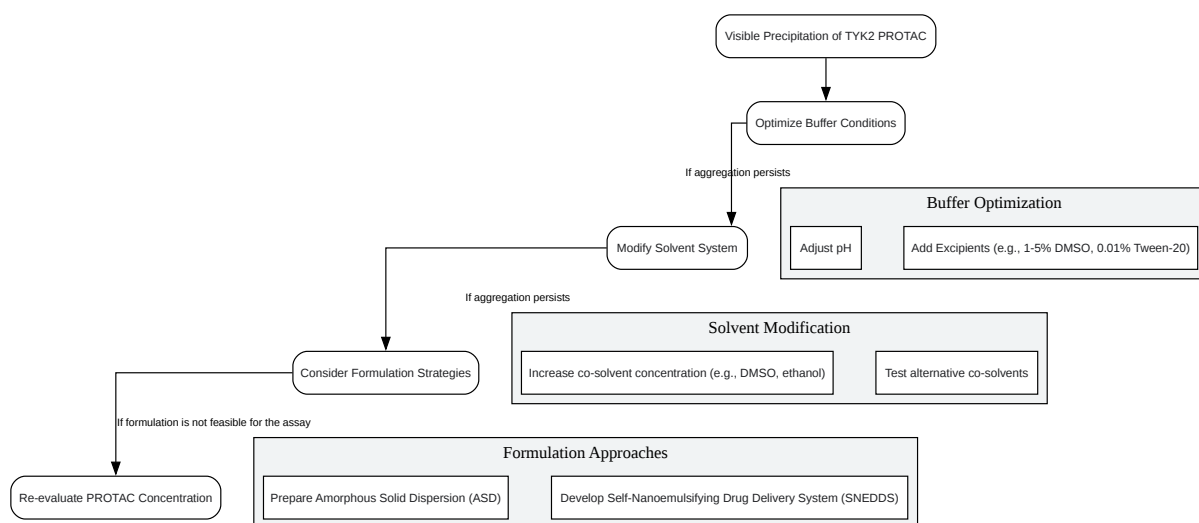 Visible Precipitation of TYK2 PROTAC
Optimize Buffer Conditions
If aggregation persists
Buffer Optimization
Adjust pH
Add Excipients (e.g., 1-5% DMSO, 0.01% Tween-20)
Modify Solvent System
If aggregation persists
Solvent Modification
Increase co-solvent concentration (e.g., DMSO, ethanol)
Test alternative co-solvents
Consider Formulation Strategies
If formulation is not feasible for the assay
Formulation Approaches
Prepare Amorphous Solid Dispersion (ASD)
Develop Self-Nanoemulsifying Drug Delivery System (SNEDDS)
Re-evaluate PROTAC Concentration